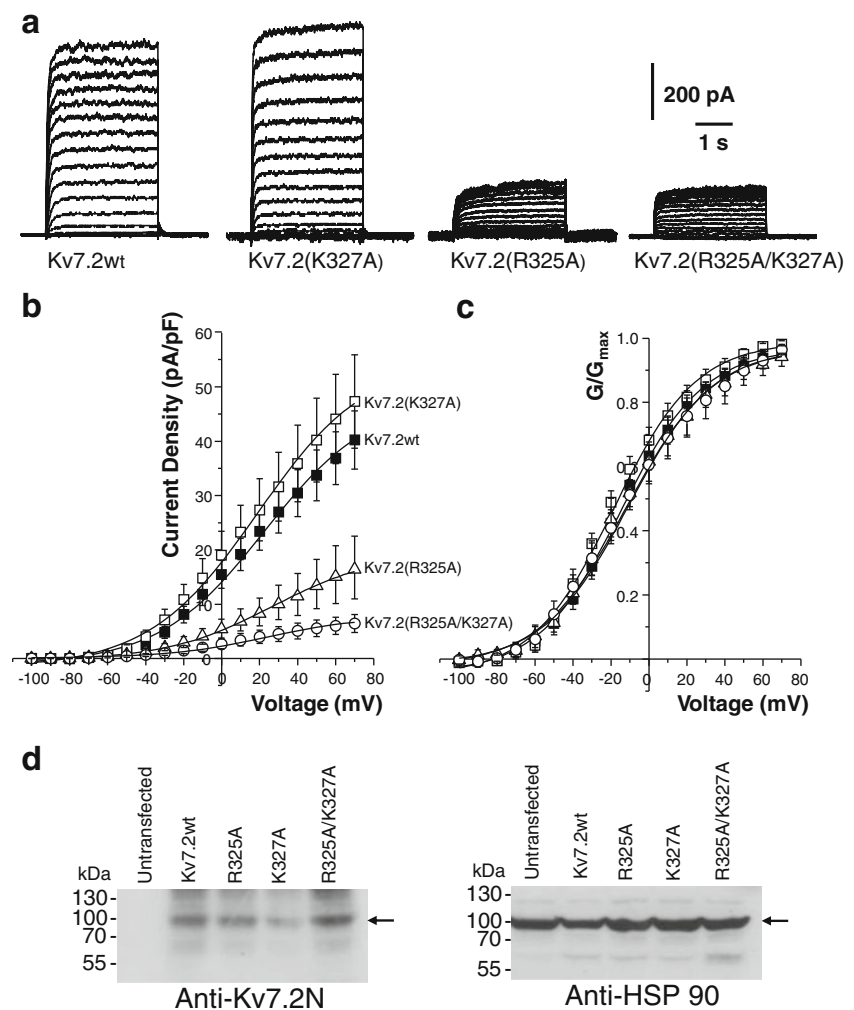 a
200 pA
1 s
Kv7.2wt
Kv7.2(K327A)
Kv7.2(R325A)
Kv7.2(R325A/K327A)
b
Current Density (pA/pF)
60
50
40
30
20
10
0
-100 -80 -60 -40 -20 0 20 40 60 80
Voltage (mV)
Kv7.2(K327A)
Kv7.2wt
Kv7.2(R325A)
Kv7.2(R325A/K327A)
c
G/Gmax
1.0
0.8
0.6
0.4
0.2
-100 -80 -60 -40 -20 0 20 40 60 80
Voltage (mV)
d
kDa
Untransfected
Kv7.2wt
R325A
K327A
R325A/K327A
130-
100-
70-
55-
Anti-Kv7.2N
kDa
Untransfected
Kv7.2wt
R325A
K327A
R325A/K327A
130-
100-
70-
55-
Anti-HSP 90